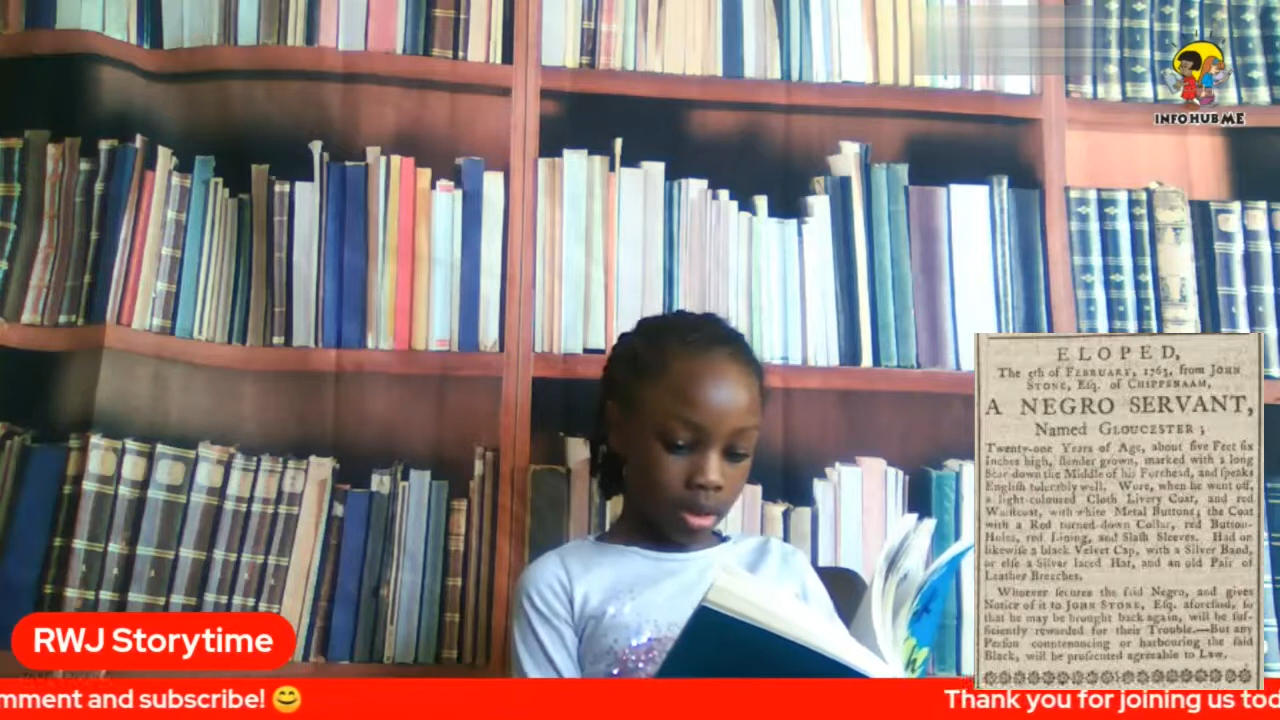 INFOHUBME
ELOPED,
The 5th of FEBRUARY, 1763, from JOHN
STONE, Esq. of CHIPPENAAM,
A NEGRO SERVANT,
Named GLOUCESTER;
Twenty-one Years of Age, about five Feet six
Inches high, slender grown, marked with a long
Scar down the Middle of his Forehead, and speaks
English tolerably well. Wore, when he went off,
a light-coloured Cloth Livery Coat, and red
Waistcoat, with white Metal Buttons; the Coat
with a Red turned-down Collar, red Button-
Holes, red Lining, and Slash Sleeves. Had on
likewise a black Velvet Cap, with a Silver Band,
or else a Silver laced Hat, and an old Pair of
Leather Breeches.
Whoever secures the said Negro, and gives
Notice of it to JOHN STONE, Esq. aforesaid, so
that he may be brought back again, will be suf-
ficiently rewarded for their Trouble.—But any
Person countenancing or harbouring the said
Black, will be prosecuted agreeable to Law.
RWJ Storytime
mment and subscribe! 😊
Thank you for joining us tod